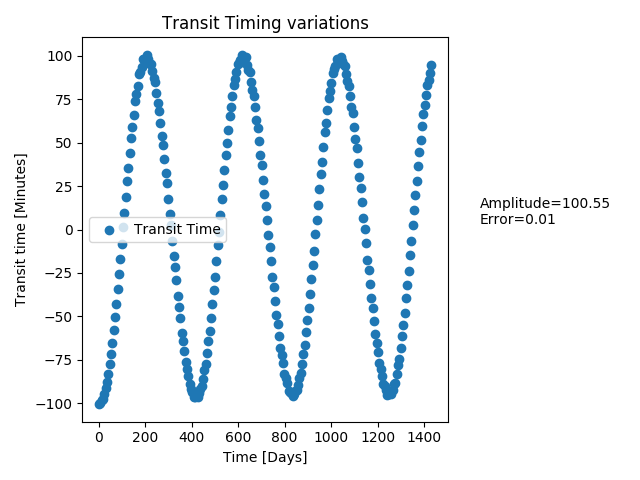 Transit Timing variations
Transit time [Minutes]
100
75
50
25
0
−25
−50
−75
−100
Transit Time
0 200 400 600 800 1000 1200 1400
Time [Days]
Amplitude=100.55
Error=0.01